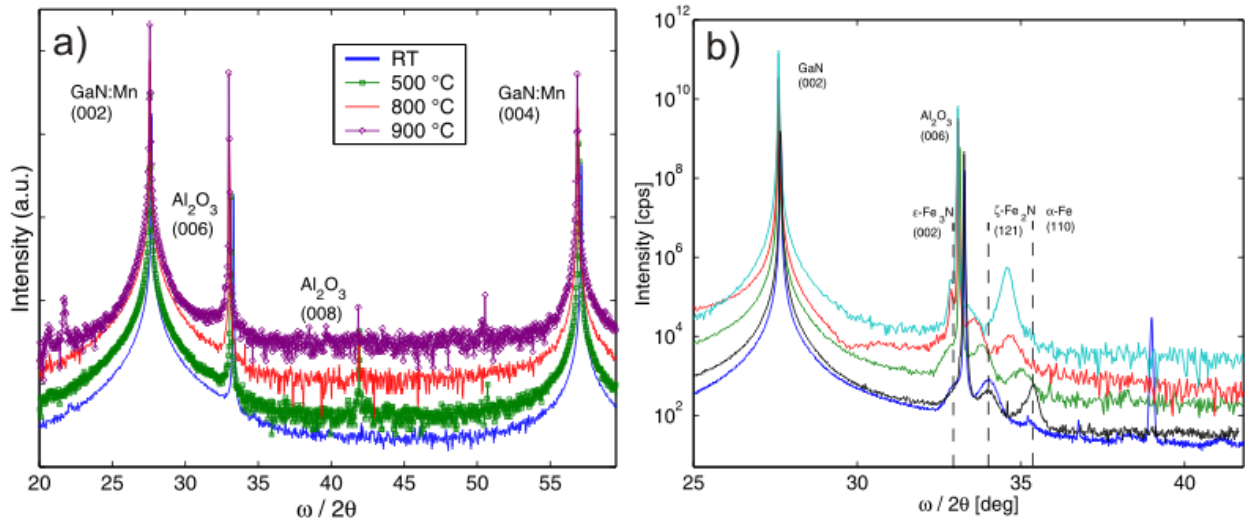 a)
GaN:Mn
(002)
Al2O3
(006)
Al2O3
(008)
GaN:Mn
(004)
RT
500 °C
800 °C
900 °C
Intensity (a.u.)
20 25 30 35 40 45 50 55
ω / 2θ
b)
GaN
(002)
Al2O3
(006)
ε-Fe3N
(002)
ζ-Fe2N
(121)
α-Fe
(110)
Intensity [cps]
10^12
10^10
10^8
10^6
10^4
10^2
25 30 35 40
ω / 2θ [deg]